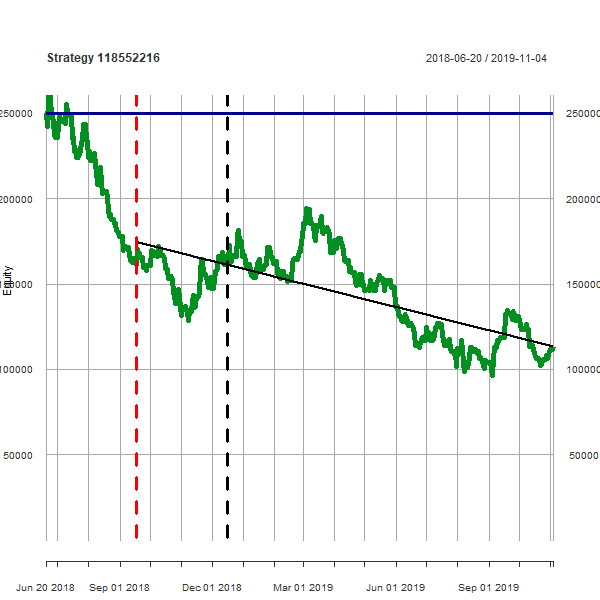 Strategy 118552216
2018-06-20 / 2019-11-04
250000 250000
200000 200000
150000 150000
100000 100000
50000 50000
Equity
Jun 20 2018 Sep 01 2018 Dec 01 2018 Mar 01 2019 Jun 01 2019 Sep 01 2019